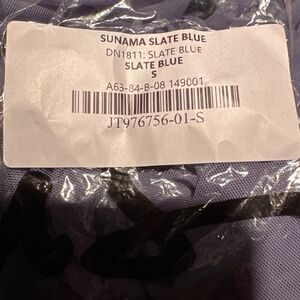 SUNAMA SLATE BLUE
DN1811: SLATE BLUE
SLATE BLUE
S
A63-84-B-08 149001
JT976756-01-S